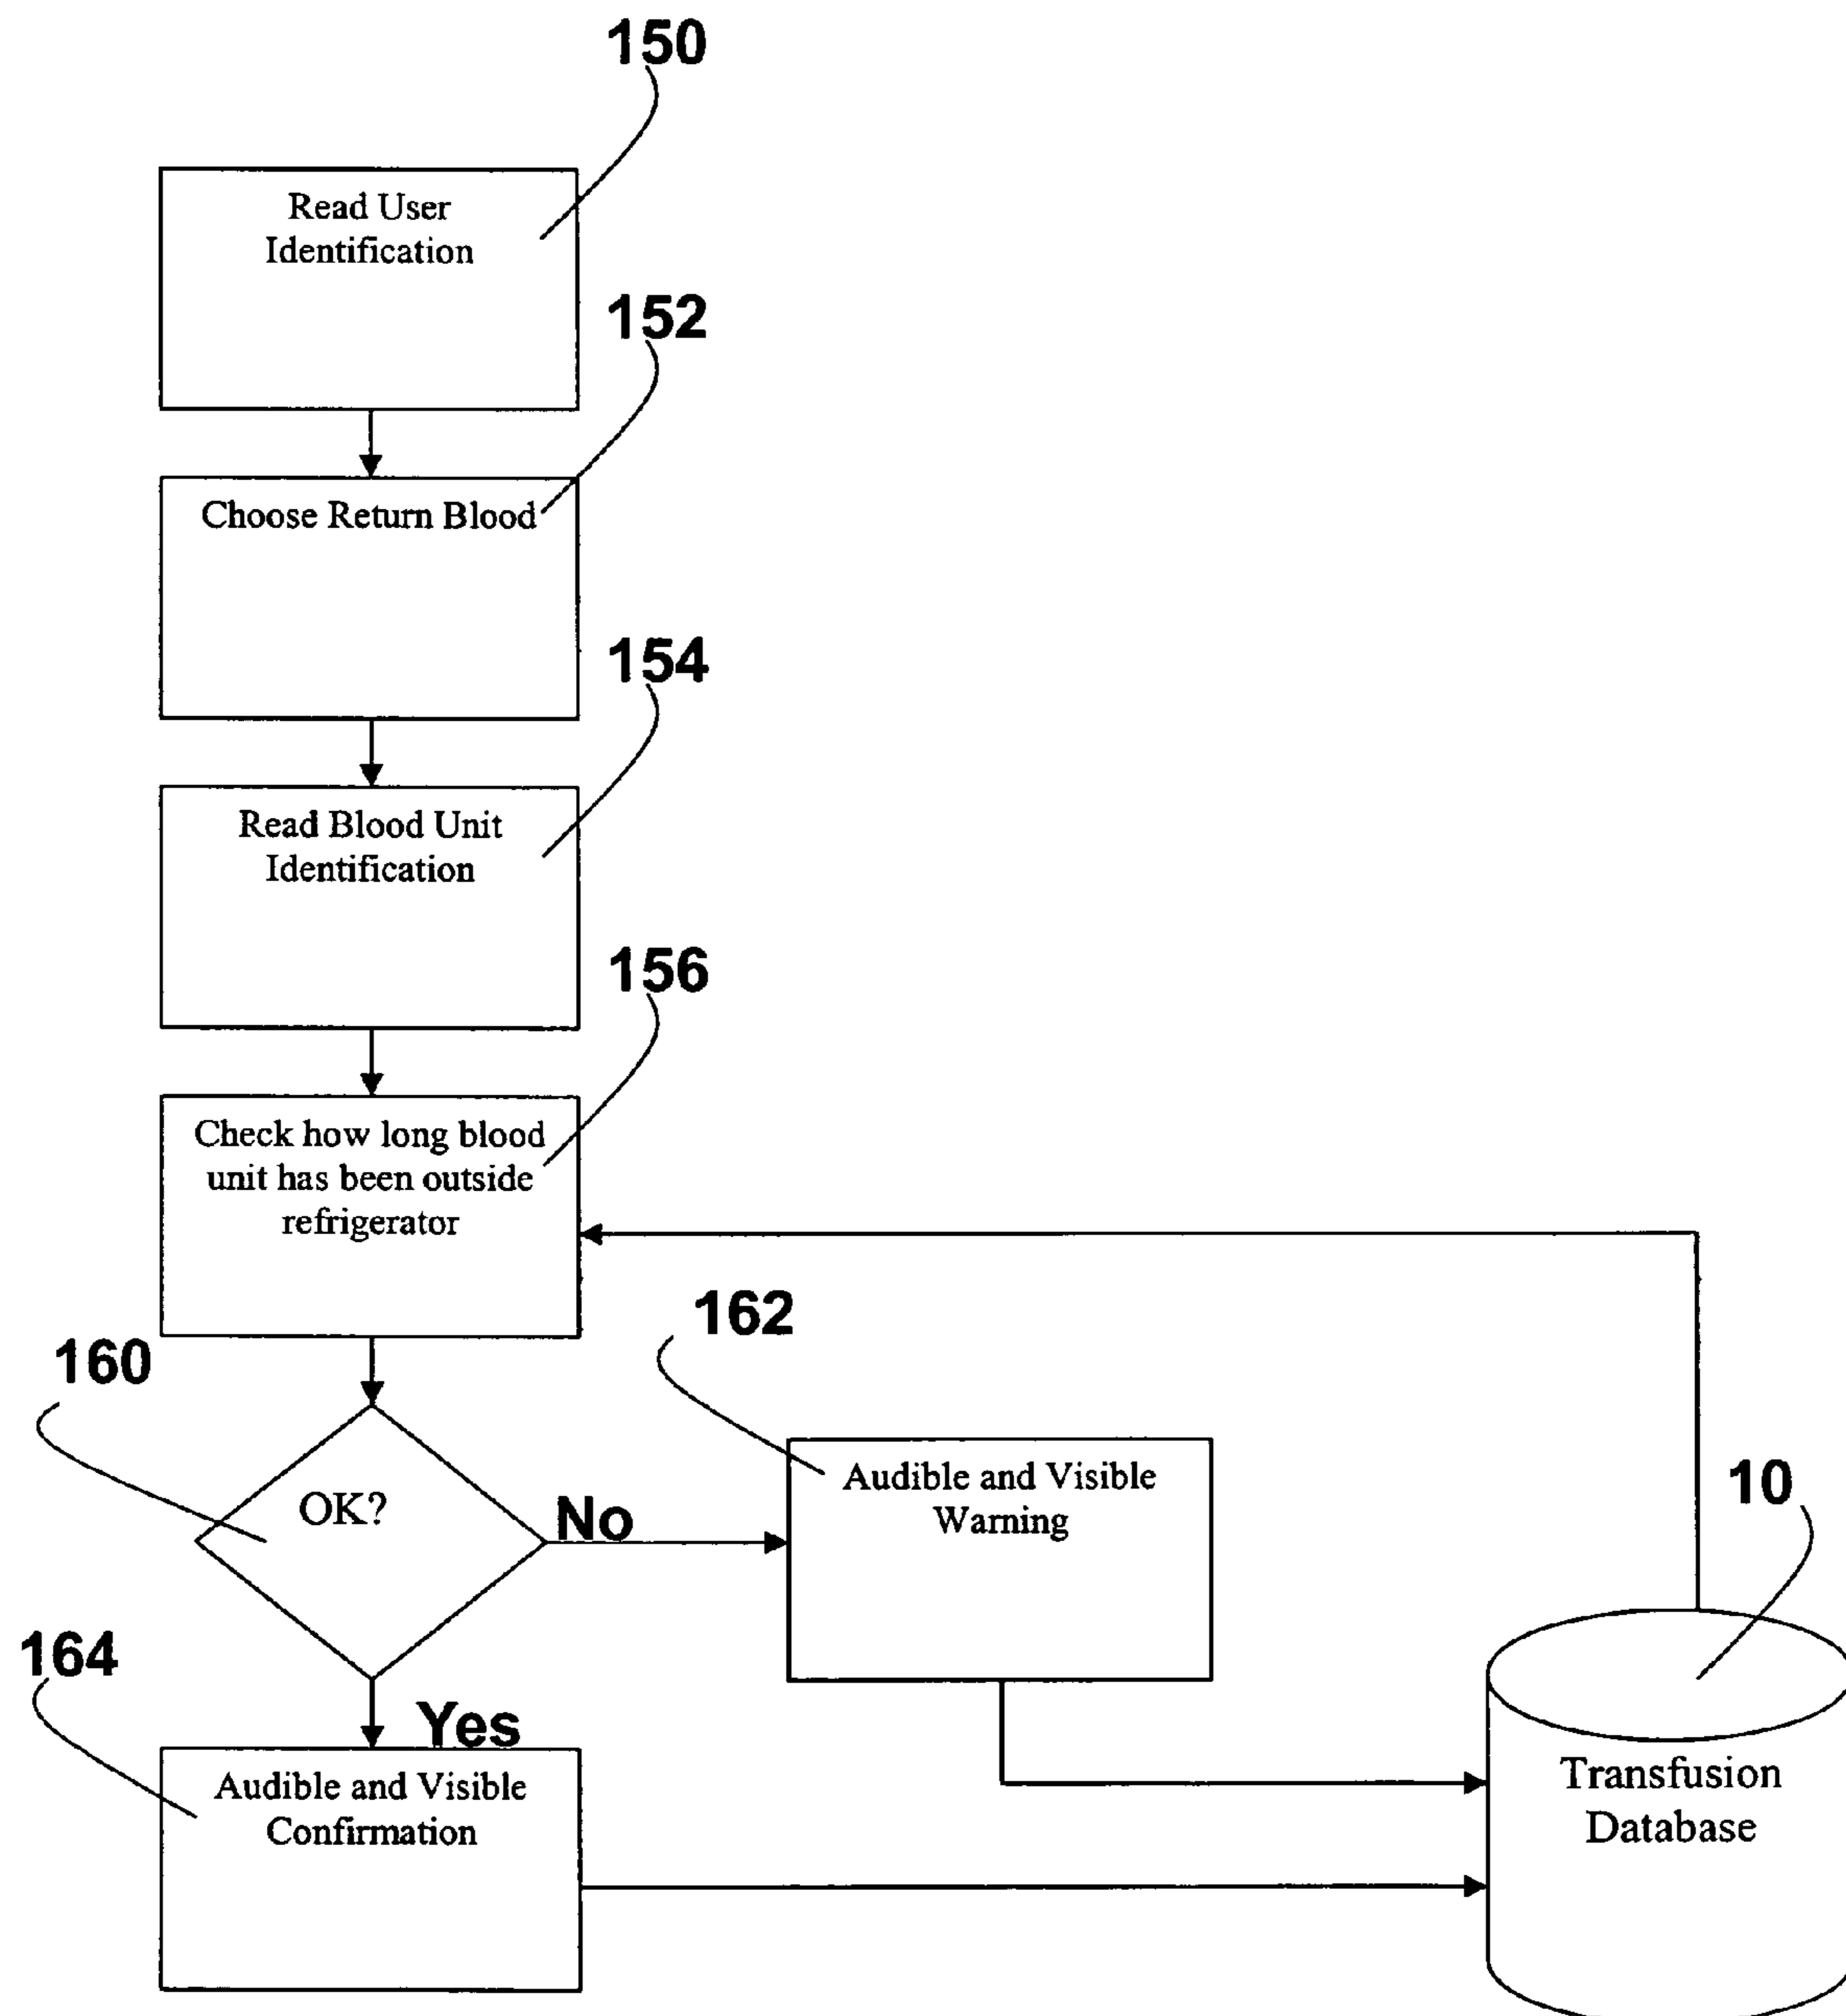 150
Read User
Identification
152
Choose Return Blood
154
Read Blood Unit
Identification
156
Check how long blood
unit has been outside
refrigerator
160
OK?
No
162
Audible and Visible
Warning
10
164
Yes
Audible and Visible
Confirmation
Transfusion
Database